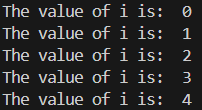 The value of i is:  0
The value of i is:  1
The value of i is:  2
The value of i is:  3
The value of i is:  4